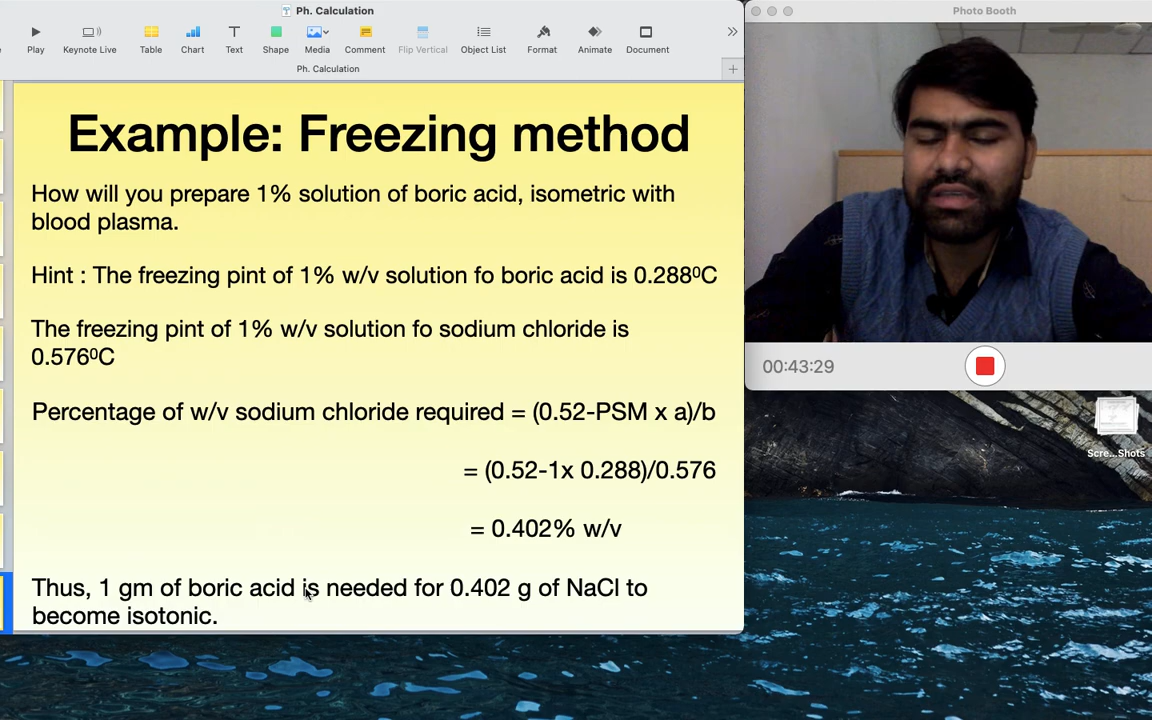 Ph. Calculation
Photo Booth
Play
Keynote Live
Table
Chart
Text
Shape
Media
Comment
Flip Vertical
Object List
Format
Animate
Document
Ph. Calculation
Example: Freezing method
How will you prepare 1% solution of boric acid, isometric with
blood plasma.
Hint : The freezing pint of 1% w/v solution fo boric acid is 0.288⁰C
The freezing pint of 1% w/v solution fo sodium chloride is
0.576⁰C
Percentage of w/v sodium chloride required = (0.52-PSM x a)/b
= (0.52-1x 0.288)/0.576
= 0.402% w/v
Thus, 1 gm of boric acid is needed for 0.402 g of NaCl to
become isotonic.
00:43:29
Scre...Shots